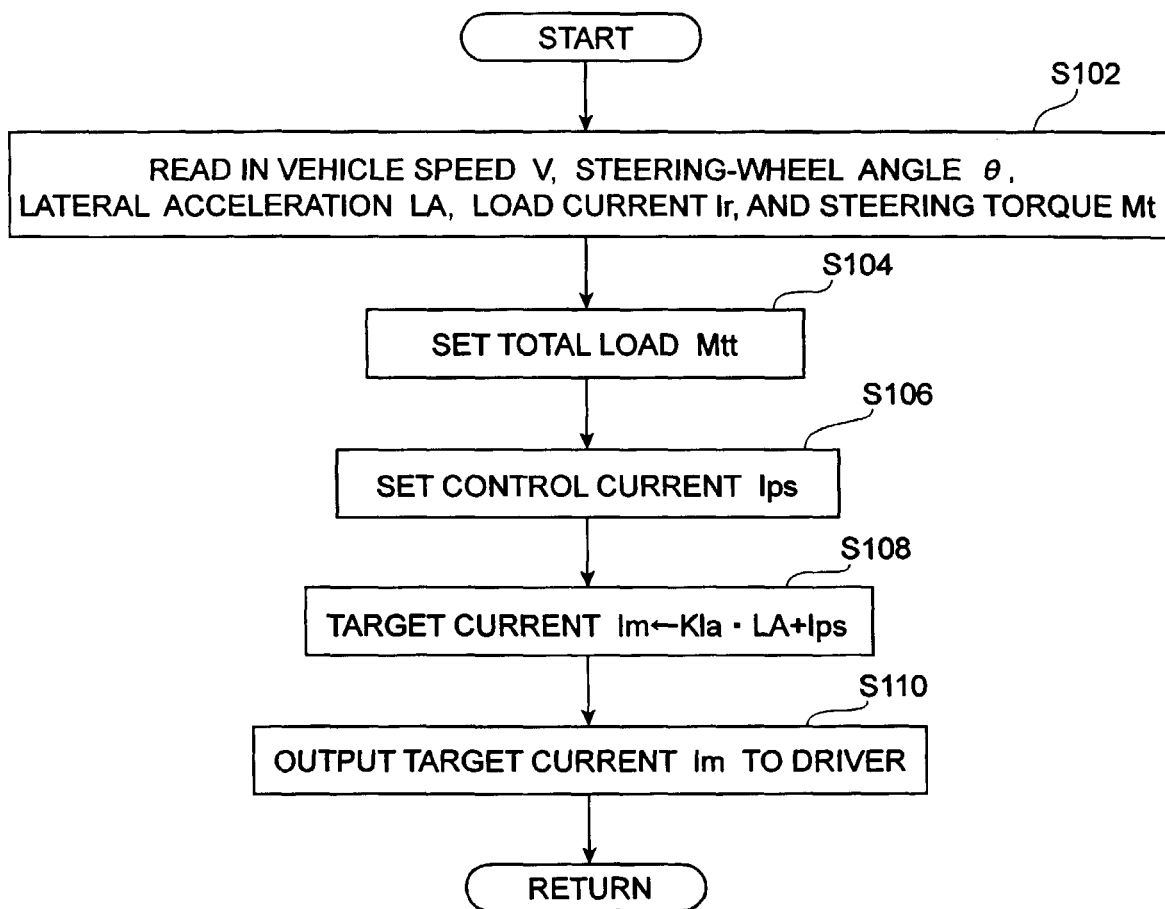 START
S102
READ IN VEHICLE SPEED V, STEERING-WHEEL ANGLE θ,
LATERAL ACCELERATION LA, LOAD CURRENT Ir, AND STEERING TORQUE Mt
S104
SET TOTAL LOAD Mtt
S106
SET CONTROL CURRENT Ips
S108
TARGET CURRENT Im←Kla・LA+Ips
S110
OUTPUT TARGET CURRENT Im TO DRIVER
RETURN